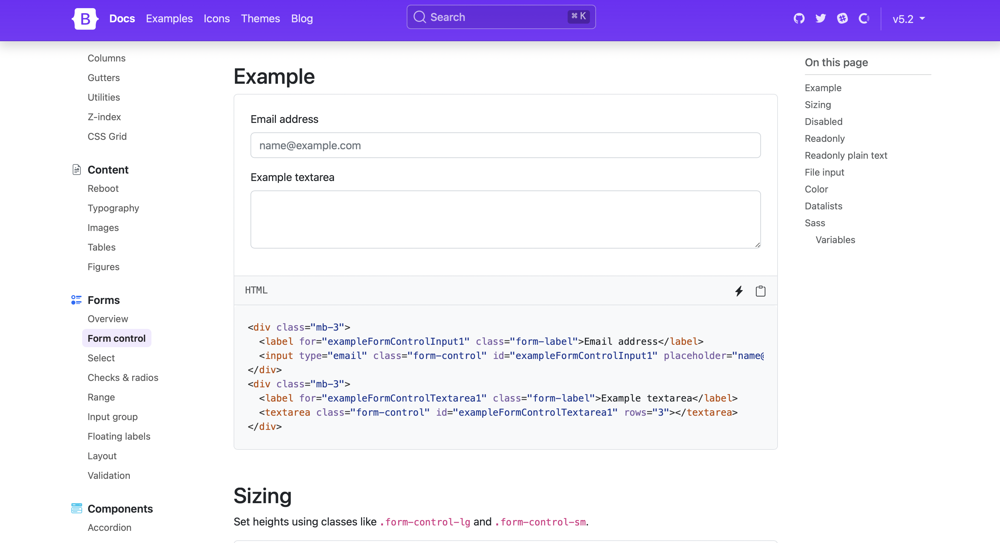 B
Docs
Examples
Icons
Themes
Blog
Search
⌘ K
v5.2
Columns
Gutters
Utilities
Z-index
CSS Grid
Content
Reboot
Typography
Images
Tables
Figures
Forms
Overview
Form control
Select
Checks & radios
Range
Input group
Floating labels
Layout
Validation
Components
Accordion
Example
Email address
name@example.com
Example textarea
HTML
<div class="mb-3">
  <label for="exampleFormControlInput1" class="form-label">Email address</label>
  <input type="email" class="form-control" id="exampleFormControlInput1" placeholder="name@
</div>
<div class="mb-3">
  <label for="exampleFormControlTextarea1" class="form-label">Example textarea</label>
  <textarea class="form-control" id="exampleFormControlTextarea1" rows="3"></textarea>
</div>
Sizing
Set heights using classes like .form-control-lg and .form-control-sm.
On this page
Example
Sizing
Disabled
Readonly
Readonly plain text
File input
Color
Datalists
Sass
Variables